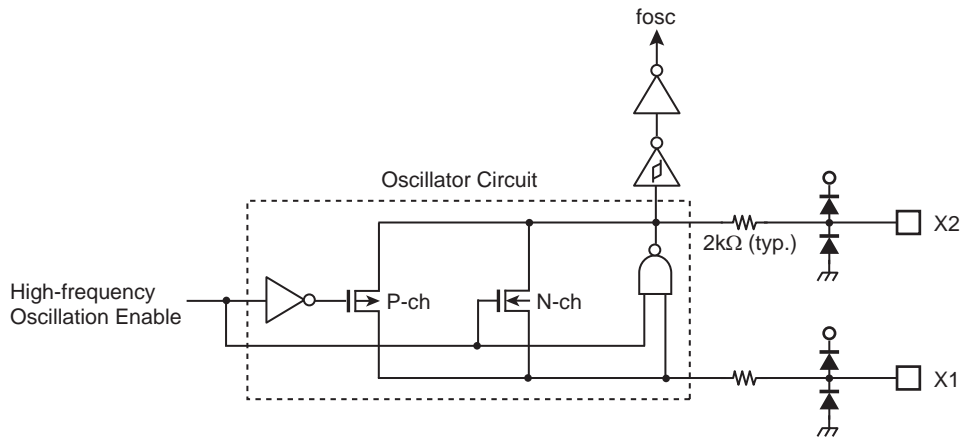 fosc
Oscillator Circuit
X2
2kΩ (typ.)
High-frequency
Oscillation Enable
P-ch
N-ch
X1